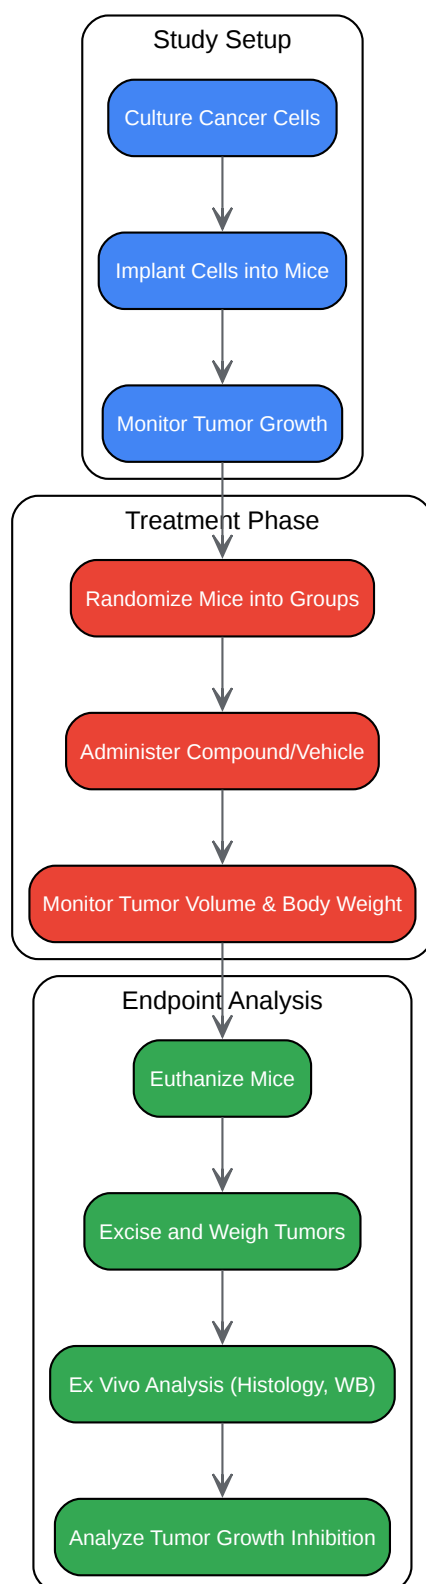 Study Setup
Culture Cancer Cells
Implant Cells into Mice
Monitor Tumor Growth
Treatment Phase
Randomize Mice into Groups
Administer Compound/Vehicle
Monitor Tumor Volume & Body Weight
Endpoint Analysis
Euthanize Mice
Excise and Weigh Tumors
Ex Vivo Analysis (Histology, WB)
Analyze Tumor Growth Inhibition